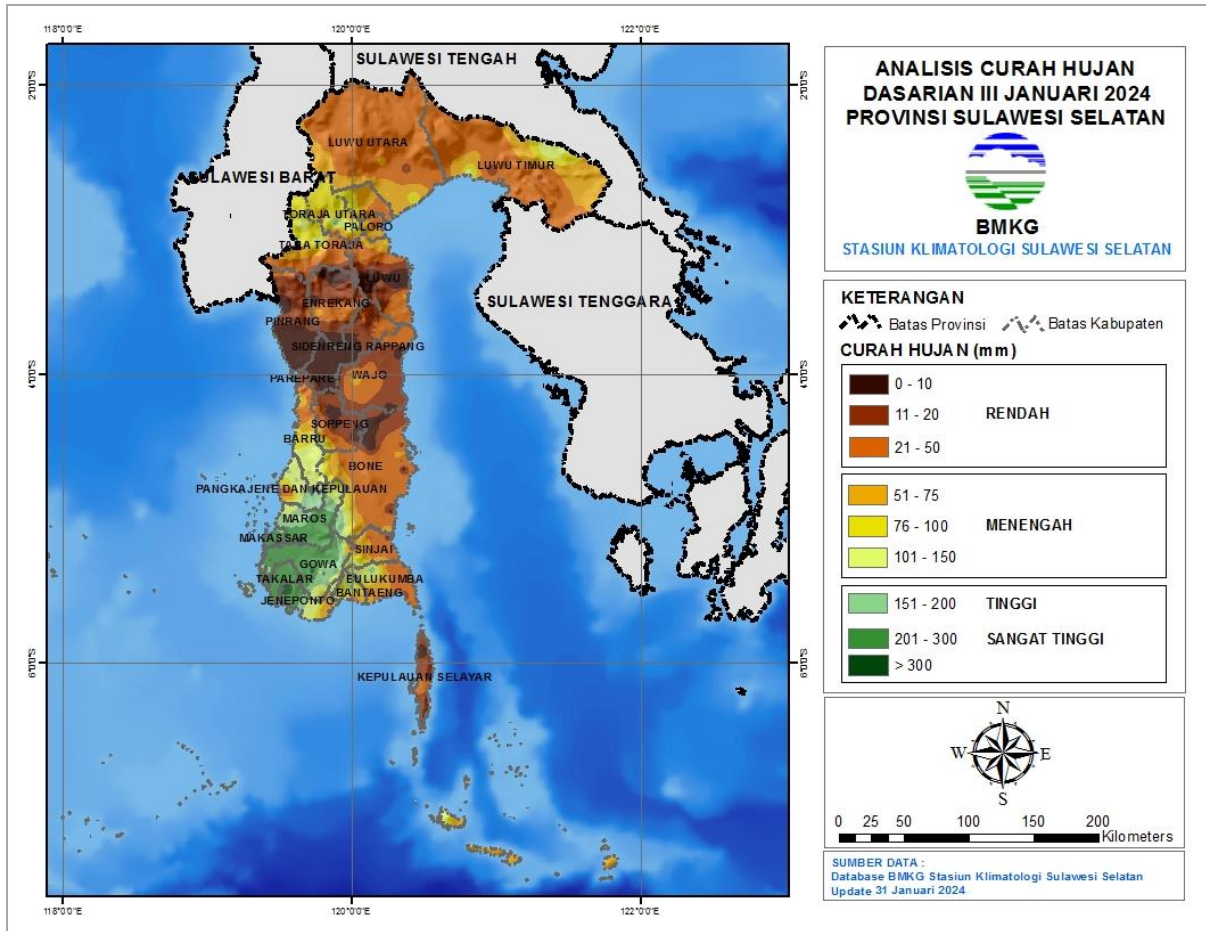 118°0'0"E
120°0'0"E
122°0'0"E
2°0'0"S
2°0'0"S
SULAWESI TENGAH
LUWU UTARA
LUWU TIMUR
SULAWESI BARAT
TORAJA UTARA
PALOPO
TANA TORAJA
LUWU
ENREKANG
SULAWESI TENGGARA
PINRANG
SIDENRENG RAPPANG
4°0'0"S
4°0'0"S
PAREPARE
WAJO
SOPPENG
BARRU
BONE
PANGKAJENE DAN KEPULAUAN
MAROS
MAKASSAR
SINJAI
GOWA
TAKALAR
BULUKUMBA
BANTAENG
JENEPONTO
6°0'0"S
6°0'0"S
KEPULAUAN SELAYAR
118°0'0"E
120°0'0"E
122°0'0"E
ANALISIS CURAH HUJAN
DASARIAN III JANUARI 2024
PROVINSI SULAWESI SELATAN
BMKG
STASIUN KLIMATOLOGI SULAWESI SELATAN
KETERANGAN
Batas Provinsi Batas Kabupaten
CURAH HUJAN (mm)
0 - 10
11 - 20 RENDAH
21 - 50
51 - 75
76 - 100 MENENGAH
101 - 150
151 - 200 TINGGI
201 - 300 SANGAT TINGGI
> 300
N
W E
S
0 25 50 100 150 200
Kilometers
SUMBER DATA :
Database BMKG Stasiun Klimatologi Sulawesi Selatan
Update 31 Januari 2024